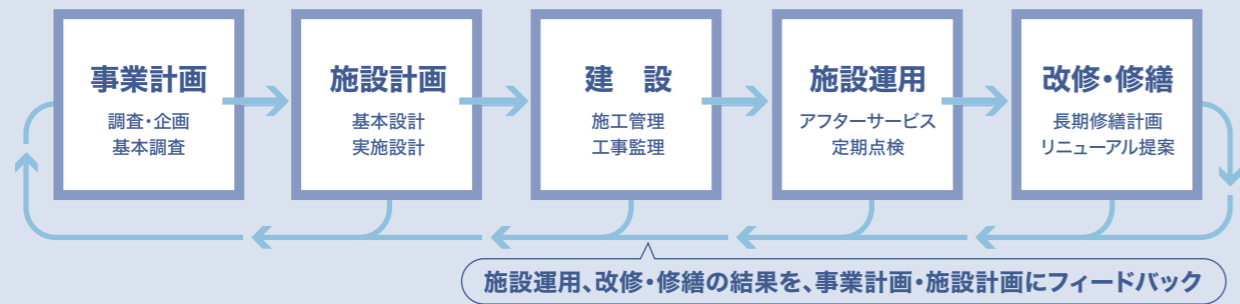 事業計画
調査・企画
基本調査
施設計画
基本設計
実施設計
建　設
施工管理
工事監理
施設運用
アフターサービス
定期点検
改修・修繕
長期修繕計画
リニューアル提案
施設運用、改修・修繕の結果を、事業計画・施設計画にフィードバック